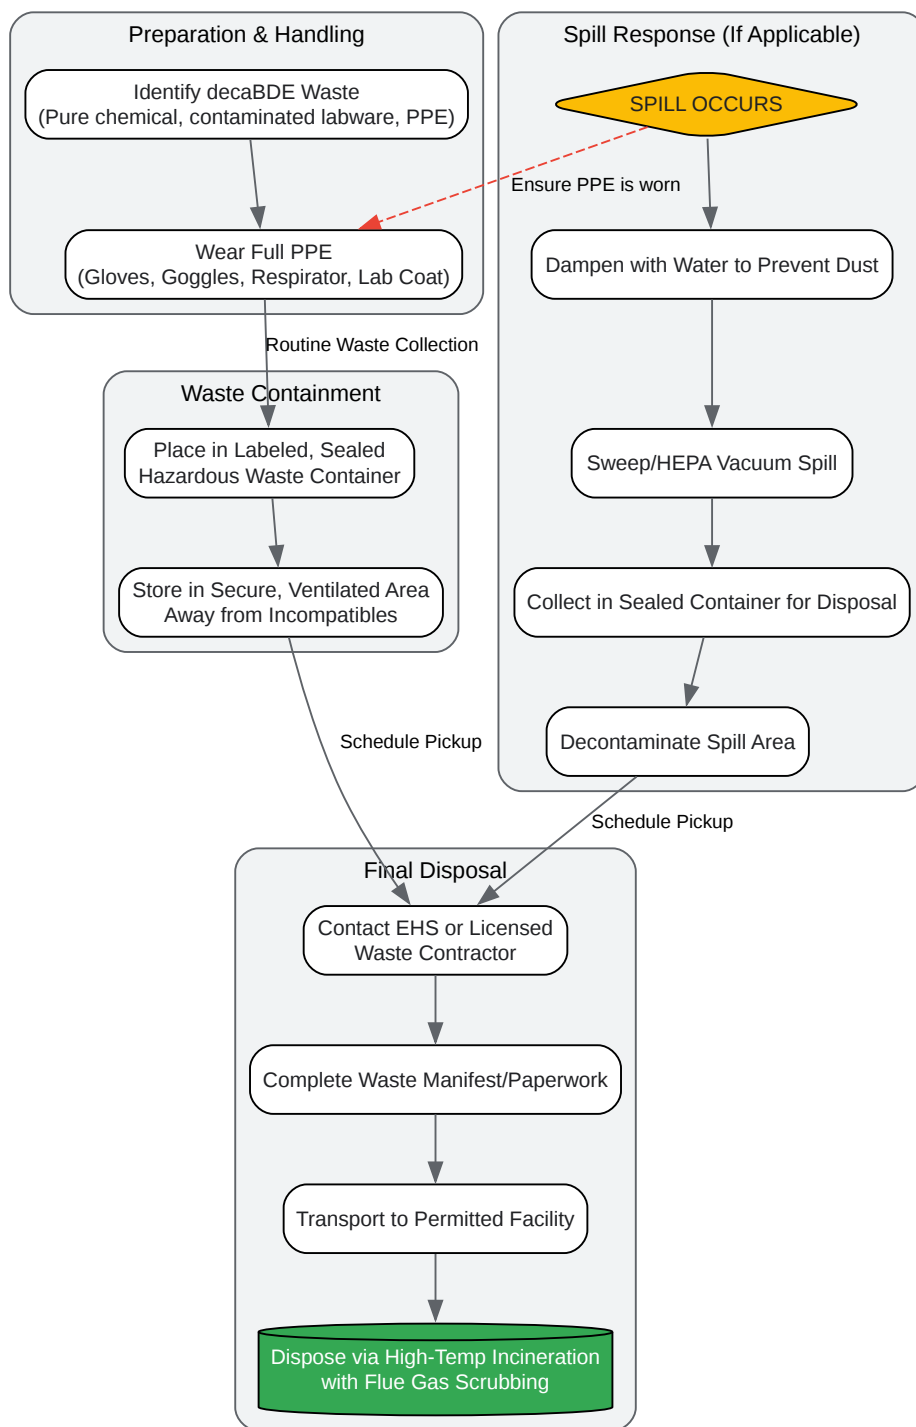 Preparation & Handling
Identify decaBDE Waste
(Pure chemical, contaminated labware, PPE)
Wear Full PPE
(Gloves, Goggles, Respirator, Lab Coat)
Routine Waste Collection
Waste Containment
Place in Labeled, Sealed
Hazardous Waste Container
Store in Secure, Ventilated Area
Away from Incompatibles
Schedule Pickup
Spill Response (If Applicable)
SPILL OCCURS
Ensure PPE is worn
Dampen with Water to Prevent Dust
Sweep/HEPA Vacuum Spill
Collect in Sealed Container for Disposal
Decontaminate Spill Area
Schedule Pickup
Final Disposal
Contact EHS or Licensed
Waste Contractor
Complete Waste Manifest/Paperwork
Transport to Permitted Facility
Dispose via High-Temp Incineration
with Flue Gas Scrubbing